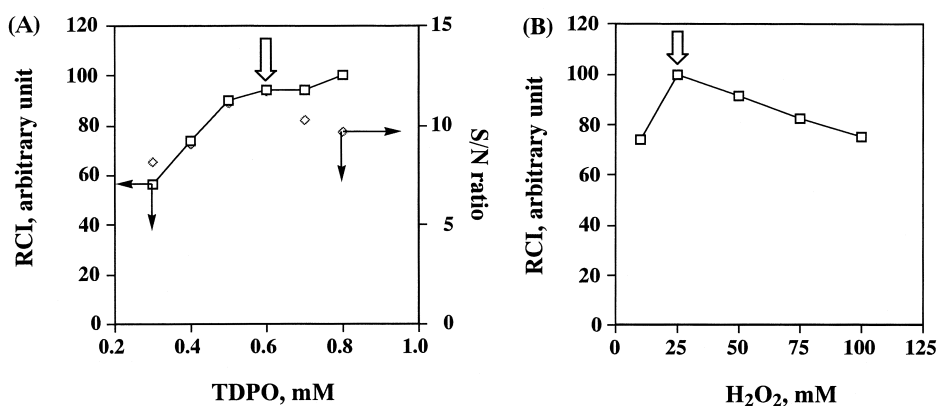 (A)
RCI, arbitrary unit
120
100
80
60
40
20
0
0.2 0.4 0.6 0.8 1.0
TDPO, mM
15
10
5
0
S/N ratio
(B)
RCI, arbitrary unit
120
100
80
60
40
20
0
0 25 50 75 100 125
H₂O₂, mM